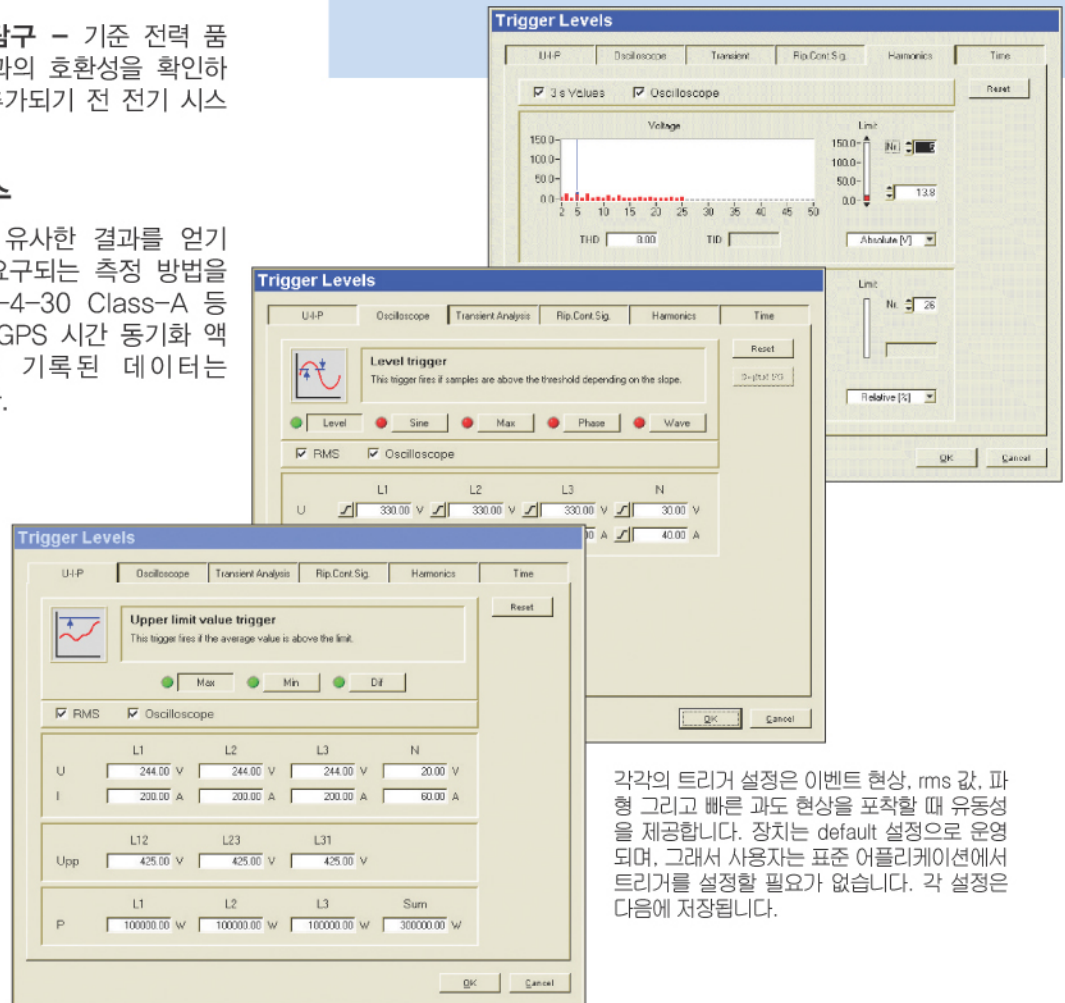 탐구 – 기준 전력 품
과의 호환성을 확인하
추가되기 전 전기 시스
유사한 결과를 얻기
요구되는 측정 방법을
-4-30 Class-A 등
GPS 시간 동기화 액
기록된 데이터는
Trigger Levels
U-I-P Oscilloscope Transient Rip.Cont.Sig. Harmonics Time
3 s Values Oscilloscope
Reset
Voltage
Limit
150.0
100.0
50.0
0.0
2 5 10 15 20 25 30 35 40 45 50
THD 0.00 TID
150.0
100.0
50.0
0.0
Nr. 5
13.8
Absolute [V]
Limit
Nr. 26
Relative [%]
OK Cancel
Trigger Levels
U-I-P Oscilloscope Transient Analysis Rip.Cont.Sig. Harmonics Time
Level trigger
This trigger fires if samples are above the threshold depending on the slope.
Reset
Level Sine Max Phase Wave
RMS Oscilloscope
L1 L2 L3 N
U 330.00 V 330.00 V 330.00 V 30.00 V
A 40.00 A
OK Cancel
Trigger Levels
U-I-P Oscilloscope Transient Analysis Rip.Cont.Sig. Harmonics Time
Upper limit value trigger
This trigger fires if the average value is above the limit.
Reset
Max Min Dif
RMS Oscilloscope
L1 L2 L3 N
U 244.00 V 244.00 V 244.00 V 20.00 V
I 200.00 A 200.00 A 200.00 A 60.00 A
L12 L23 L31
Upp 425.00 V 425.00 V 425.00 V
L1 L2 L3 Sum
P 100000.00 W 100000.00 W 100000.00 W 300000.00 W
OK Cancel
각각의 트리거 설정은 이벤트 현상, rms 값, 파
형 그리고 빠른 과도 현상을 포착할 때 유동성
을 제공합니다. 장치는 default 설정으로 운영
되며, 그래서 사용자는 표준 어플리케이션에서
트리거를 설정할 필요가 없습니다. 각 설정은
다음에 저장됩니다.